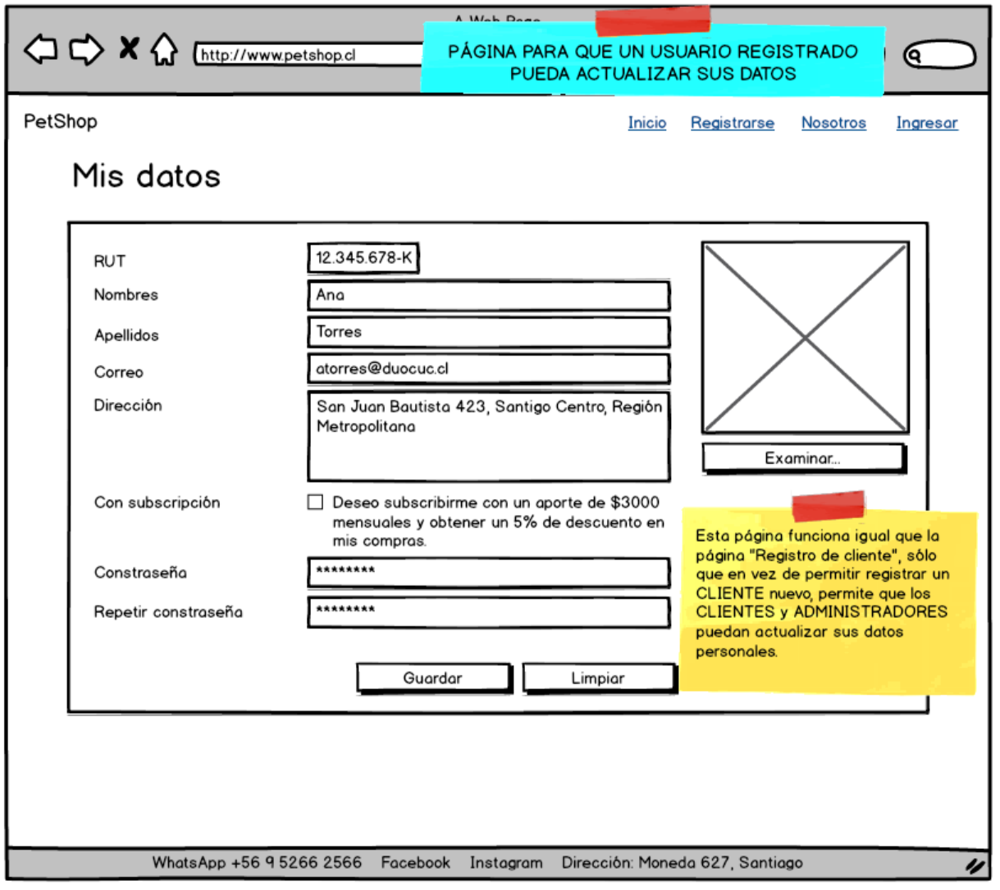 A Web Page
http://www.petshop.cl
PÁGINA PARA QUE UN USUARIO REGISTRADO
PUEDA ACTUALIZAR SUS DATOS
PetShop
Inicio
Registrarse
Nosotros
Ingresar
Mis datos
RUT
12.345.678-K
Nombres
Ana
Apellidos
Torres
Correo
atorres@duocuc.cl
Dirección
San Juan Bautista 423, Santigo Centro, Región
Metropolitana
Examinar...
Con subscripción
Deseo subscribirme con un aporte de $3000
mensuales y obtener un 5% de descuento en
mis compras.
Constraseña
********
Repetir constraseña
********
Guardar
Limpiar
Esta página funciona igual que la
página "Registro de cliente", sólo
que en vez de permitir registrar un
CLIENTE nuevo, permite que los
CLIENTES y ADMINISTRADORES
puedan actualizar sus datos
personales.
WhatsApp +56 9 5266 2566 Facebook Instagram Dirección: Moneda 627, Santiago